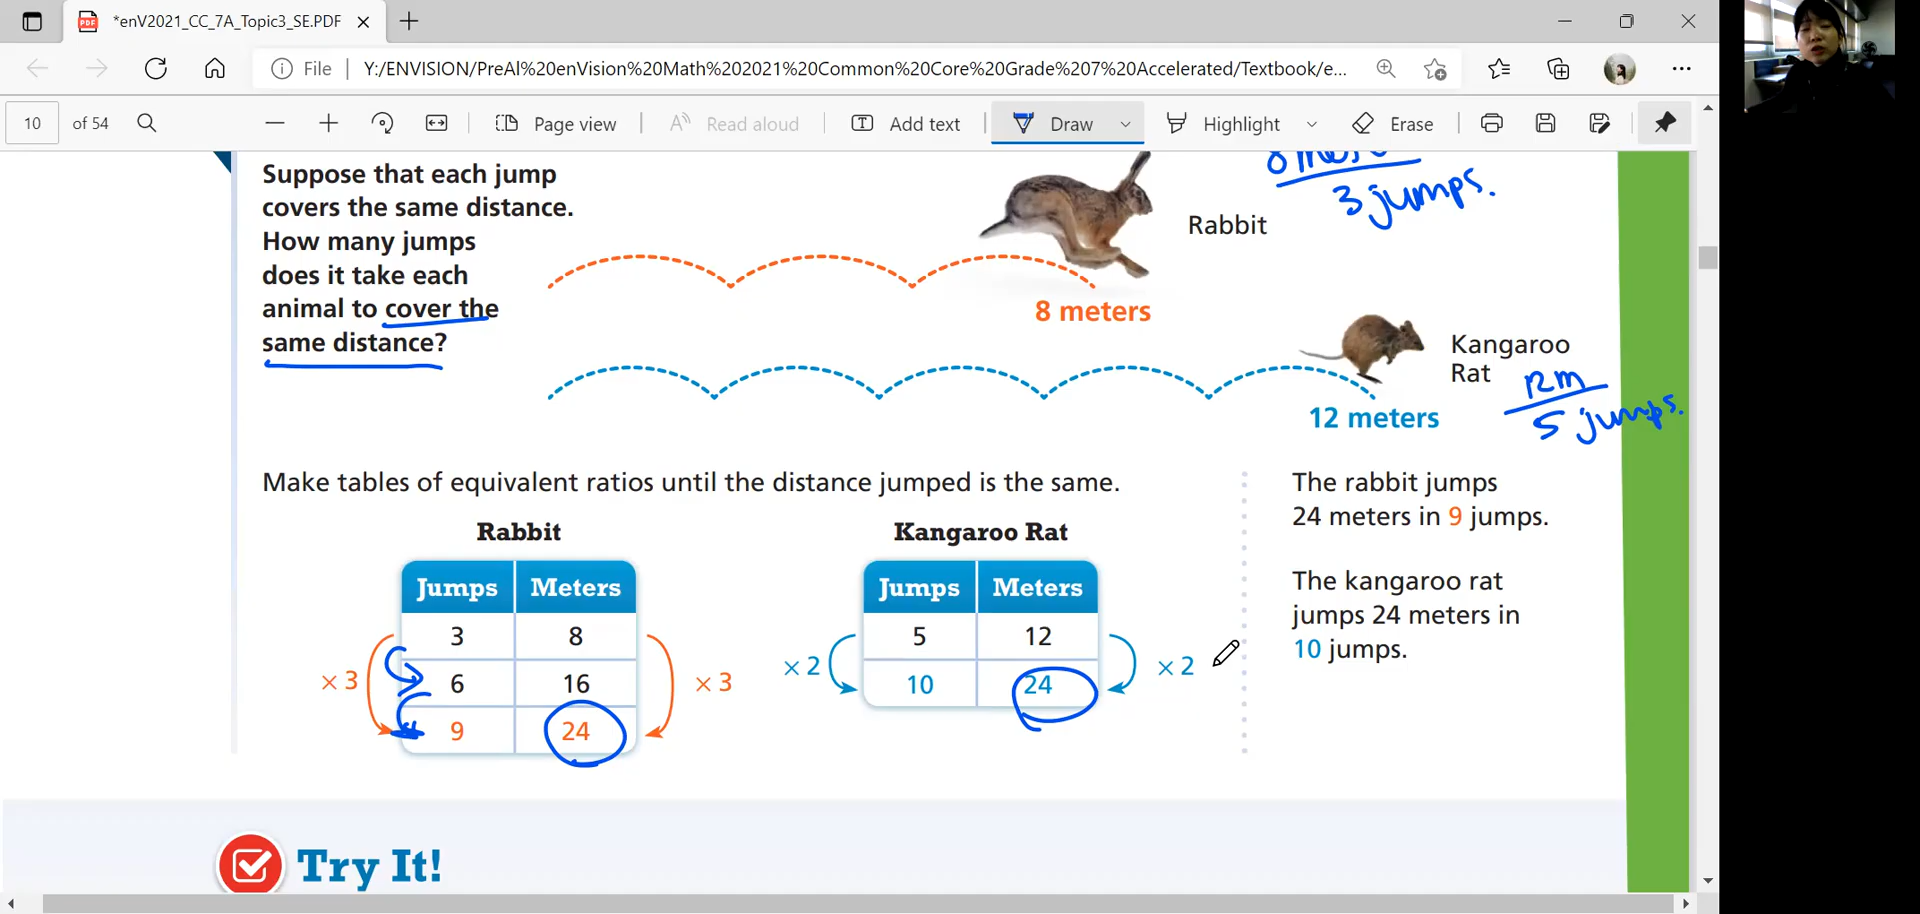 *enV2021_CC_7A_Topic3_SE.PDF
File
Y:/ENVISION/PreAl%20enVision%20Math%202021%20Common%20Core%20Grade%207%20Accelerated/Textbook/e...
10 of 54
Page view
Read aloud
Add text
Draw
Highlight
Erase
Suppose that each jump
covers the same distance.
How many jumps
does it take each
animal to cover the
same distance?
3 jumps.
Rabbit
8 meters
Kangaroo
Rat
12 m
5 jumps.
12 meters
Make tables of equivalent ratios until the distance jumped is the same.
Rabbit
Jumps Meters
3 8
6 16
9 24
× 3
× 3
Kangaroo Rat
Jumps Meters
5 12
10 24
× 2
× 2
The rabbit jumps
24 meters in 9 jumps.
The kangaroo rat
jumps 24 meters in
10 jumps.
Try It!